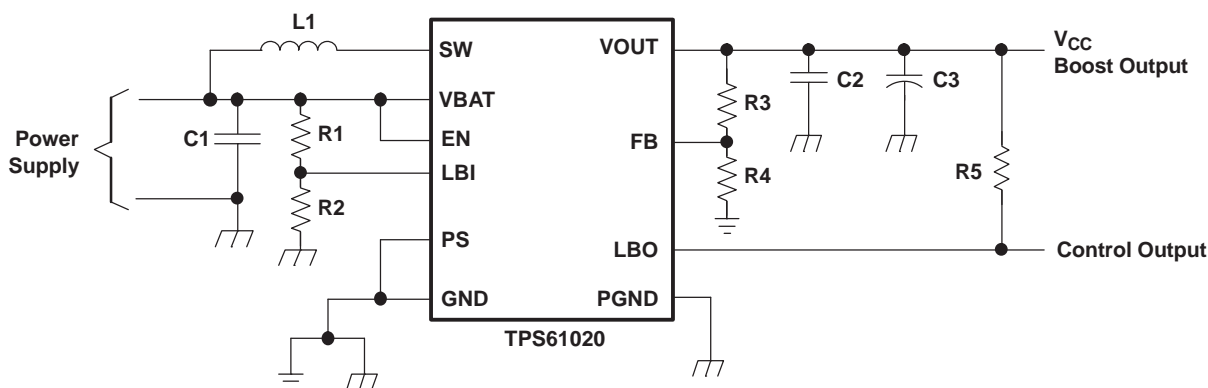 L1
SW
VOUT
VCC
Boost Output
C2
C3
R3
VBAT
Power
Supply
C1
R1
EN
FB
LBI
R4
R5
R2
PS
LBO
Control Output
GND
PGND
TPS61020